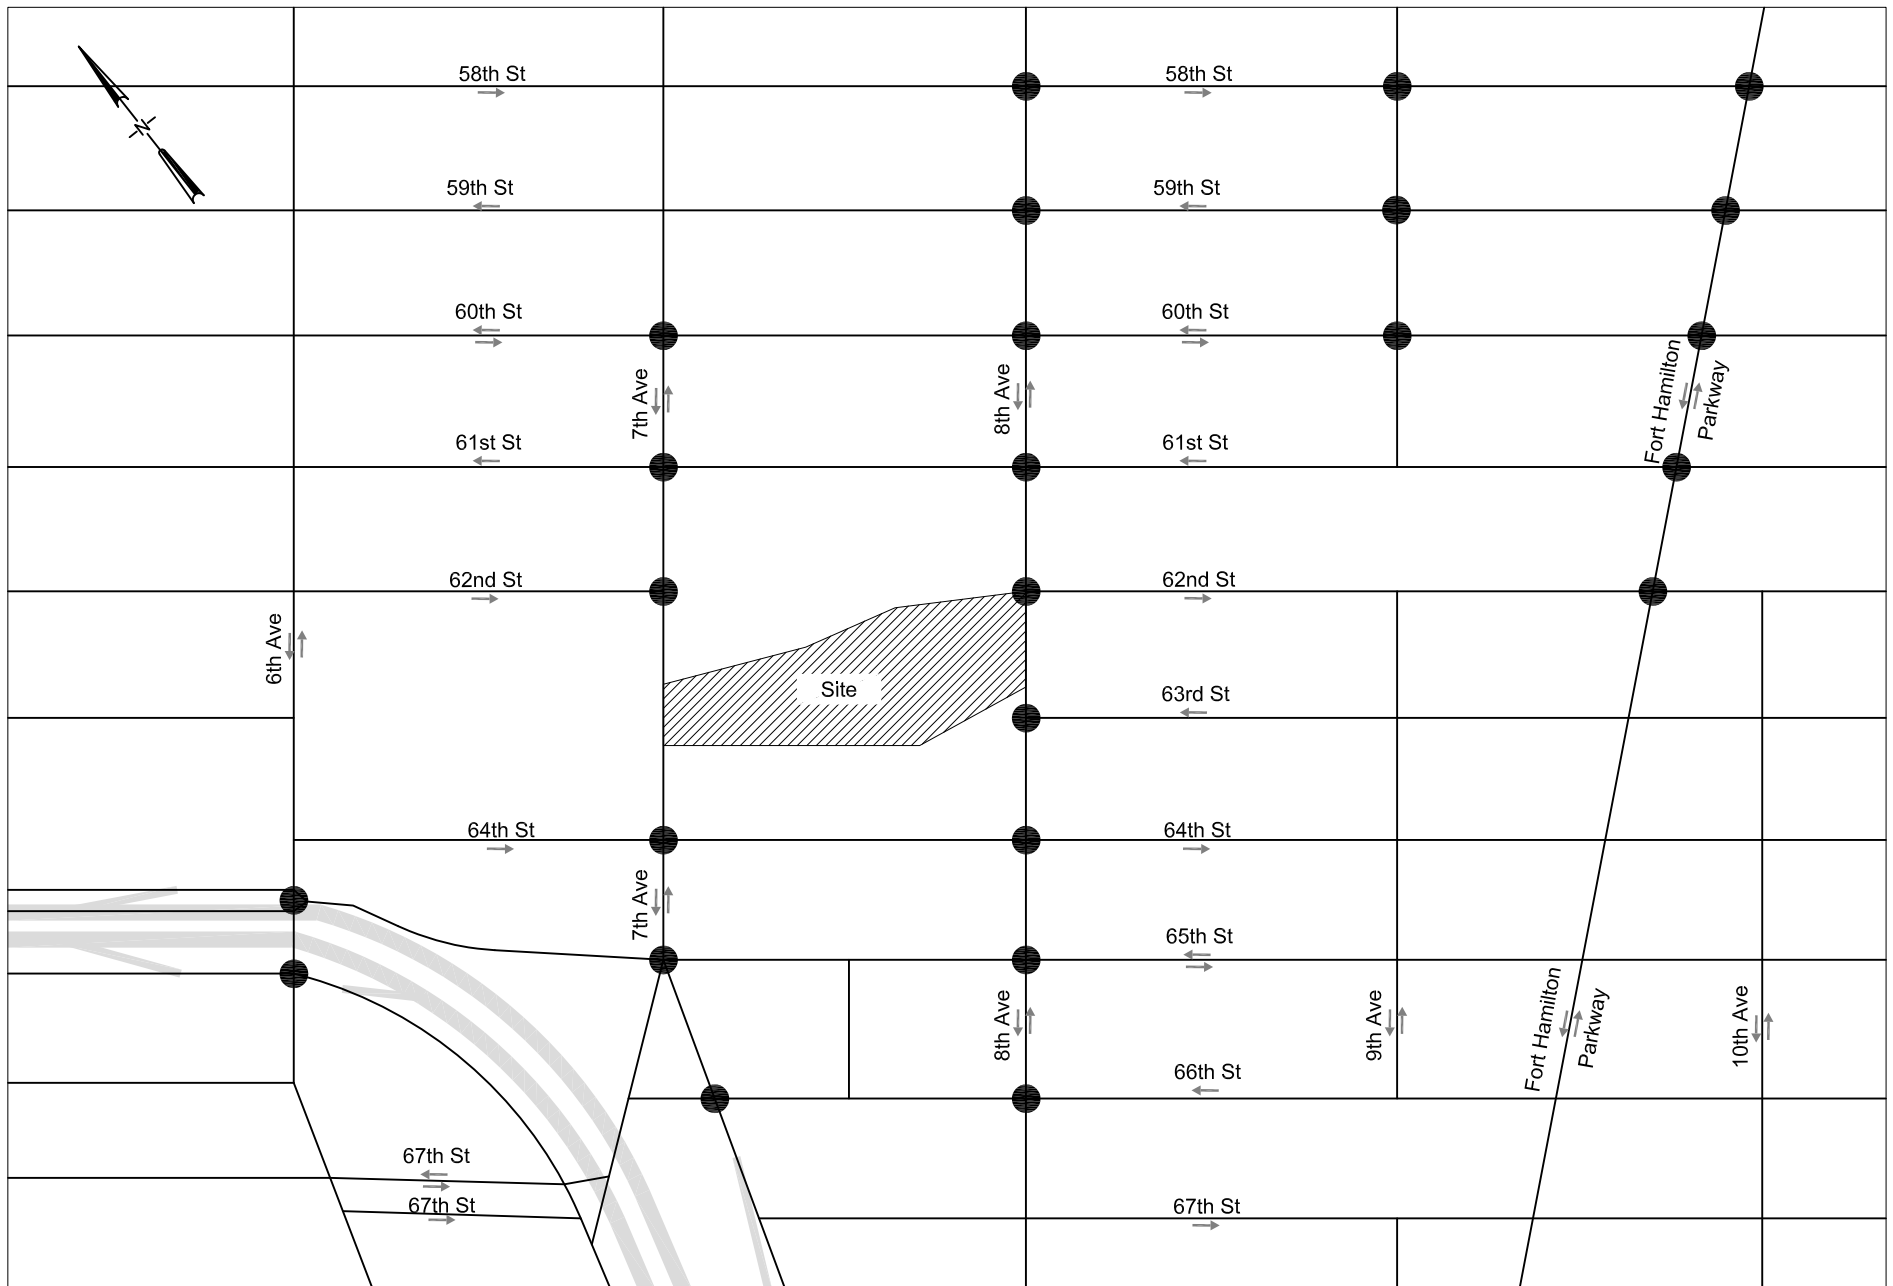 58th St
58th St
N
59th St
59th St
60th St
60th St
7th Ave
8th Ave
Fort Hamilton
Parkway
61st St
61st St
62nd St
62nd St
6th Ave
Site
63rd St
64th St
64th St
7th Ave
65th St
8th Ave
9th Ave
Fort Hamilton
Parkway
10th Ave
66th St
67th St
67th St
67th St